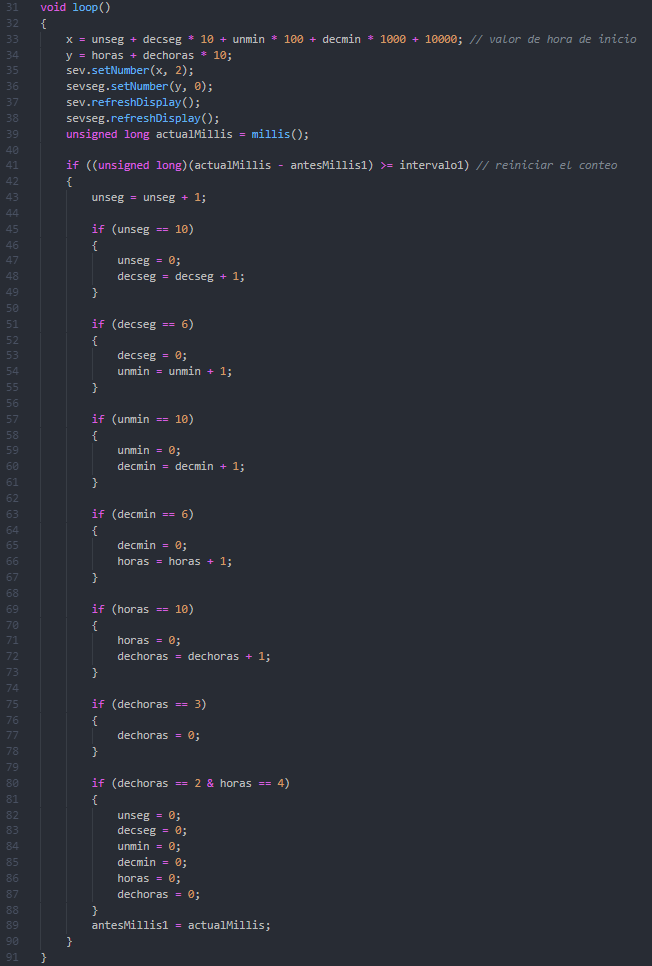 31 void loop()
32 {
33 x = unseg + decseg * 10 + unmin * 100 + decmin * 1000 + 10000; // valor de hora de inicio
34 y = horas + dechoras * 10;
35 sev.setNumber(x, 2);
36 sevseg.setNumber(y, 0);
37 sev.refreshDisplay();
38 sevseg.refreshDisplay();
39 unsigned long actualMillis = millis();
40
41 if ((unsigned long)(actualMillis - antesMillis1) >= intervalo1) // reiniciar el conteo
42 {
43 unseg = unseg + 1;
44
45 if (unseg == 10)
46 {
47 unseg = 0;
48 decseg = decseg + 1;
49 }
50
51 if (decseg == 6)
52 {
53 decseg = 0;
54 unmin = unmin + 1;
55 }
56
57 if (unmin == 10)
58 {
59 unmin = 0;
60 decmin = decmin + 1;
61 }
62
63 if (decmin == 6)
64 {
65 decmin = 0;
66 horas = horas + 1;
67 }
68
69 if (horas == 10)
70 {
71 horas = 0;
72 dechoras = dechoras + 1;
73 }
74
75 if (dechoras == 3)
76 {
77 dechoras = 0;
78 }
79
80 if (dechoras == 2 & horas == 4)
81 {
82 unseg = 0;
83 decseg = 0;
84 unmin = 0;
85 decmin = 0;
86 horas = 0;
87 dechoras = 0;
88 }
89 antesMillis1 = actualMillis;
90 }
91 }